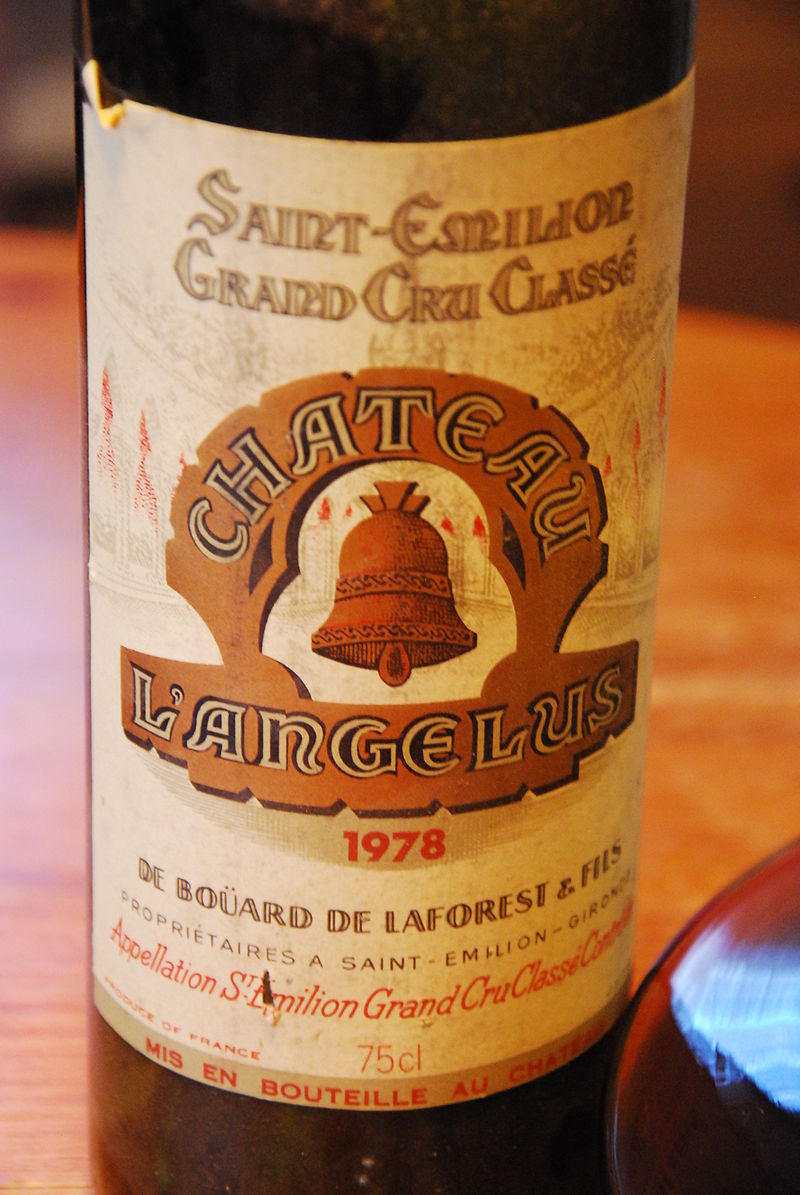 SAINT-EMILION
GRAND CRU CLASSÉ
CHATEAU
L'ANGELUS
1978
DE BOÜARD DE LAFOREST & FILS
PROPRIÉTAIRES A SAINT-EMILION-GIRONDE
Appellation St Emilion Grand Cru Classé Contrôlée
PRODUCE OF FRANCE
75cl
MIS EN BOUTEILLE AU CHATEAU